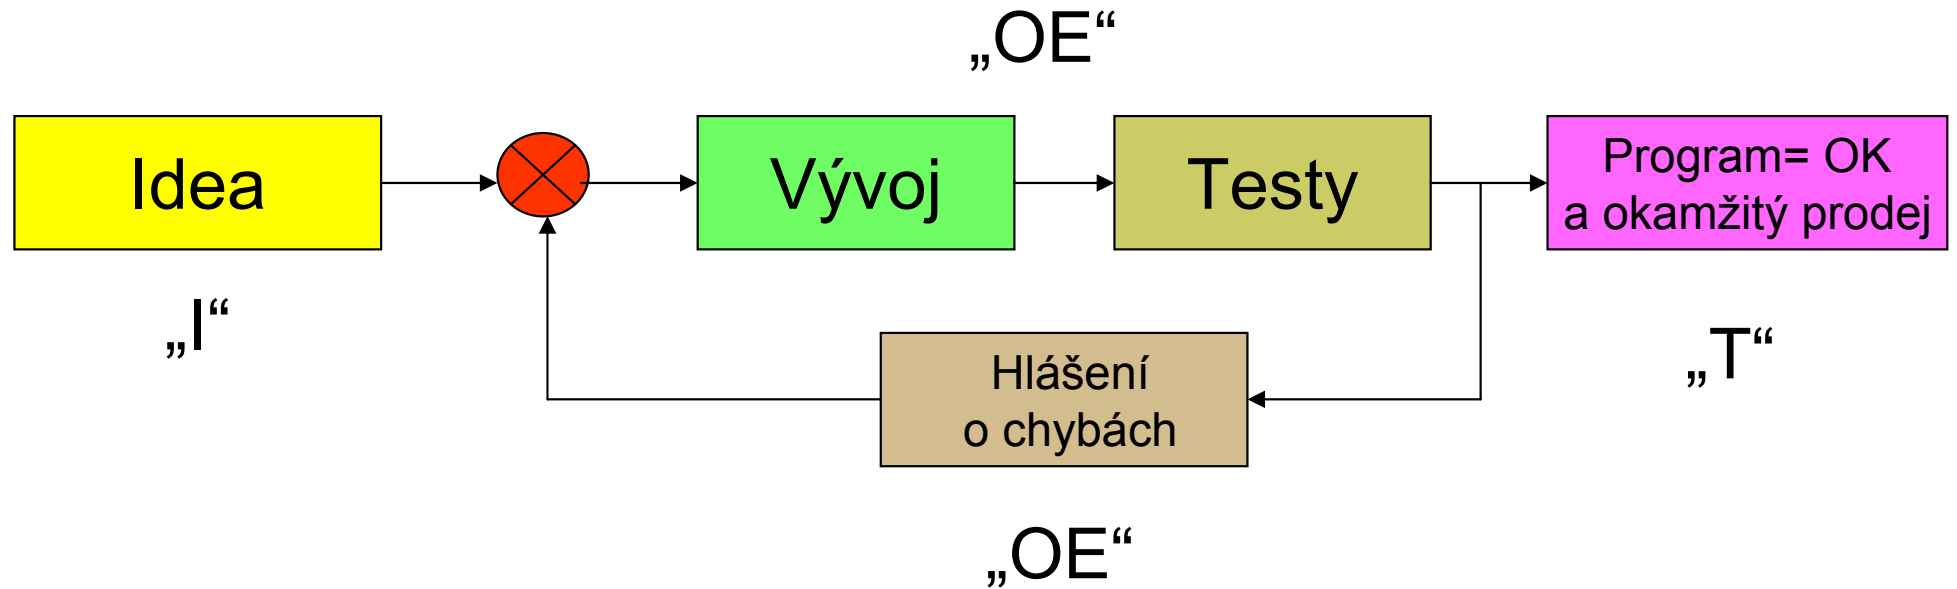 „OE“
Idea
Vývoj
Testy
Program= OK
a okamžitý prodej
„I“
„T“
Hlášení
o chybách
„OE“